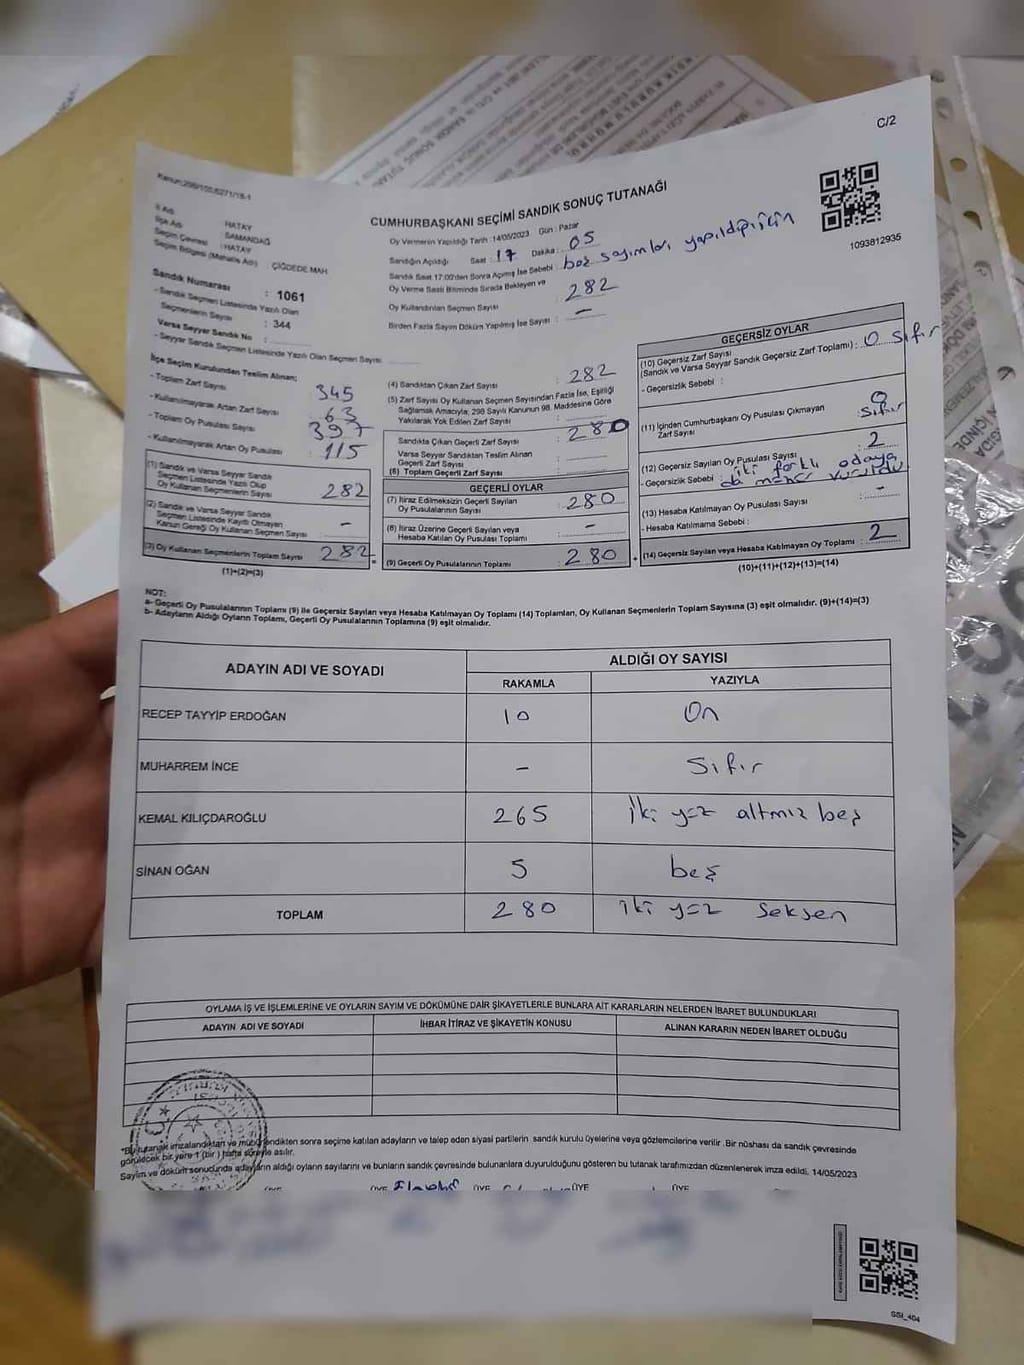 C/2
Kanun:298/100,6271/18-1
CUMHURBAŞKANI SEÇİMİ SANDIK SONUÇ TUTANAĞI
1093812935
İl Adı : HATAY
İlçe Adı : SAMANDAĞ
Seçim Çevresi : HATAY
Seçim Bölgesi (Mahalle Adı) : ÇİĞDEDE MAH
Sandık Numarası : 1061
- Sandık Seçmen Listesinde Yazılı Olan
Seçmenlerin Sayısı : 344
Varsa Seyyar Sandık No :
- Seyyar Sandık Seçmen Listesinde Yazılı Olan Seçmen Sayısı
Oy Vermenin Yapıldığı Tarih : 14/05/2023 Gün : Pazar
Sandığın Açıldığı Saat : 17 Dakika : 05
Sandık Saat 17:00'den Sonra Açılmış İse Sebebi : boş sayımları yapıldığı için
Oy Verme Saati Bitiminde Sırada Bekleyen ve
Oy Kullandırılan Seçmen Sayısı 282
Birden Fazla Sayım Döküm Yapılmış İse Sayısı : –
İlçe Seçim Kurulundan Teslim Alınan;
- Toplam Zarf Sayısı 345
- Kullanılmayarak Artan Zarf Sayısı 63
- Toplam Oy Pusulası Sayısı 397
- Kullanılmayarak Artan Oy Pusulası 115
(1) Sandık ve Varsa Seyyar Sandık
Seçmen Listesinde Yazılı Olup
Oy Kullanan Seçmenlerin Sayısı 282
(2) Sandık ve Varsa Seyyar Sandık
Seçmen Listesinde Kayıtlı Olmayan
Kanun Gereği Oy Kullanan Seçmen Sayısı –
(3) Oy Kullanan Seçmenlerin Toplam Sayısı 282 =
(1)+(2)=(3)
(4) Sandıktan Çıkan Zarf Sayısı : 282
(5) Zarf Sayısı Oy Kullanan Seçmen Sayısından Fazla İse, Eşitliği
Sağlamak Amacıyla; 298 Sayılı Kanunun 98. Maddesine Göre
Yakılarak Yok Edilen Zarf Sayısı :
Sandıkta Çıkan Geçerli Zarf Sayısı : 280
Varsa Seyyar Sandıktan Teslim Alınan
Geçerli Zarf Sayısı :
(6) Toplam Geçerli Zarf Sayısı :
GEÇERLİ OYLAR
(7) İtiraz Edilmeksizin Geçerli Sayılan
Oy Pusulalarının Sayısı : 280
(8) İtiraz Üzerine Geçerli Sayılan veya
Hesaba Katılan Oy Pusulası Toplamı : –
(9) Geçerli Oy Pusulalarının Toplamı : 280 +
GEÇERSİZ OYLAR
(10) Geçersiz Zarf Sayısı
(Sandık ve Varsa Seyyar Sandık Geçersiz Zarf Toplamı) : 0 sıfır
- Geçersizlik Sebebi :
(11) İçinden Cumhurbaşkanı Oy Pusulası Çıkmayan
Zarf Sayısı : 0 sıfır
(12) Geçersiz Sayılan Oy Pusulası Sayısı : 2
- Geçersizlik Sebebi : iki farklı odaya
da mühür vuruldu
(13) Hesaba Katılmayan Oy Pusulası Sayısı : –
- Hesaba Katılmama Sebebi :
(14) Geçersiz Sayılan veya Hesaba Katılmayan Oy Toplamı : 2
(10)+(11)+(12)+(13)=(14)
NOT:
a- Geçerli Oy Pusulalarının Toplamı (9) ile Geçersiz Sayılan veya Hesaba Katılmayan Oy Toplamı (14) Toplamları, Oy Kullanan Seçmenlerin Toplam Sayısına (3) eşit olmalıdır. (9)+(14)=(3)
b- Adayların Aldığı Oyların Toplamı, Geçerli Oy Pusulalarının Toplamına (9) eşit olmalıdır.
ADAYIN ADI VE SOYADI ALDIĞI OY SAYISI
RAKAMLA YAZIYLA
RECEP TAYYİP ERDOĞAN 10 On
MUHARREM İNCE – Sıfır
KEMAL KILIÇDAROĞLU 265 İki yüz altmış beş
SİNAN OĞAN 5 beş
TOPLAM 280 iki yüz seksen
OYLAMA İŞ VE İŞLEMLERİNE VE OYLARIN SAYIM VE DÖKÜMÜNE DAİR ŞİKAYETLERLE BUNLARA AİT KARARLARIN NELERDEN İBARET BULUNDUKLARI
ADAYIN ADI VE SOYADI İHBAR İTİRAZ VE ŞİKAYETİN KONUSU ALINAN KARARIN NEDEN İBARET OLDUĞU
*Bu tutanak imzalandıktan ve mühürlendikten sonra seçime katılan adayların ve talep eden siyasi partilerin sandık kurulu üyelerine veya gözlemcilerine verilir. Bir nüshası da sandık çevresinde
görülecek bir yere 1 (bir) hafta süreyle asılır.
Sayım ve döküm sonucunda adayların aldığı oyların sayılarını ve bunların sandık çevresinde bulunanlara duyurulduğunu gösteren bu tutanak tarafımızdan düzenlenerek imza edildi. 14/05/2023
ÜYE ÜYE ÜYE ÜYE ÜYE
SSI_404